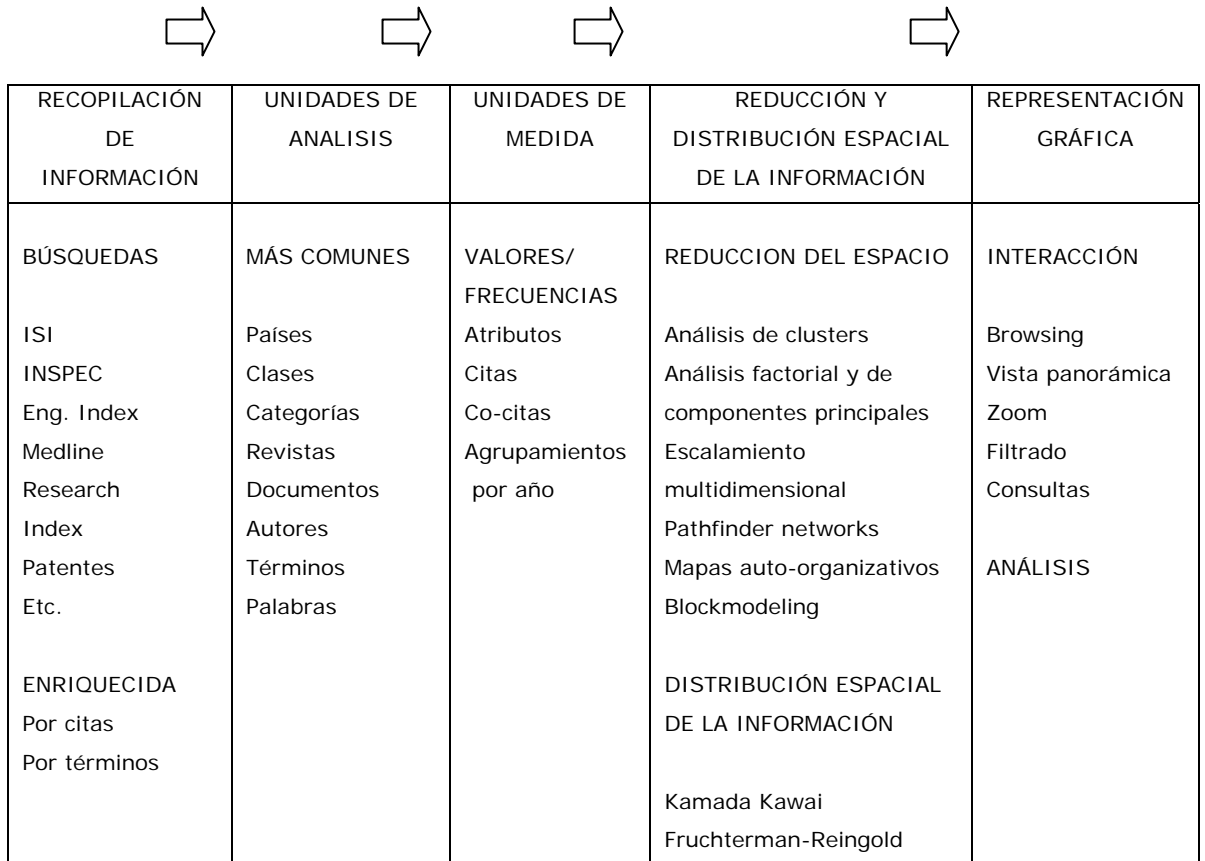 RECOPILACIÓN
DE
INFORMACIÓN
UNIDADES DE
ANALISIS
UNIDADES DE
MEDIDA
REDUCCIÓN Y
DISTRIBUCIÓN ESPACIAL
DE LA INFORMACIÓN
REPRESENTACIÓN
GRÁFICA
BÚSQUEDAS
ISI
INSPEC
Eng. Index
Medline
Research
Index
Patentes
Etc.
ENRIQUECIDA
Por citas
Por términos
MÁS COMUNES
Países
Clases
Categorías
Revistas
Documentos
Autores
Términos
Palabras
VALORES/
FRECUENCIAS
Atributos
Citas
Co-citas
Agrupamientos
por año
REDUCCION DEL ESPACIO
Análisis de clusters
Análisis factorial y de
componentes principales
Escalamiento
multidimensional
Pathfinder networks
Mapas auto-organizativos
Blockmodeling
DISTRIBUCIÓN ESPACIAL
DE LA INFORMACIÓN
Kamada Kawai
Fruchterman-Reingold
INTERACCIÓN
Browsing
Vista panorámica
Zoom
Filtrado
Consultas
ANÁLISIS